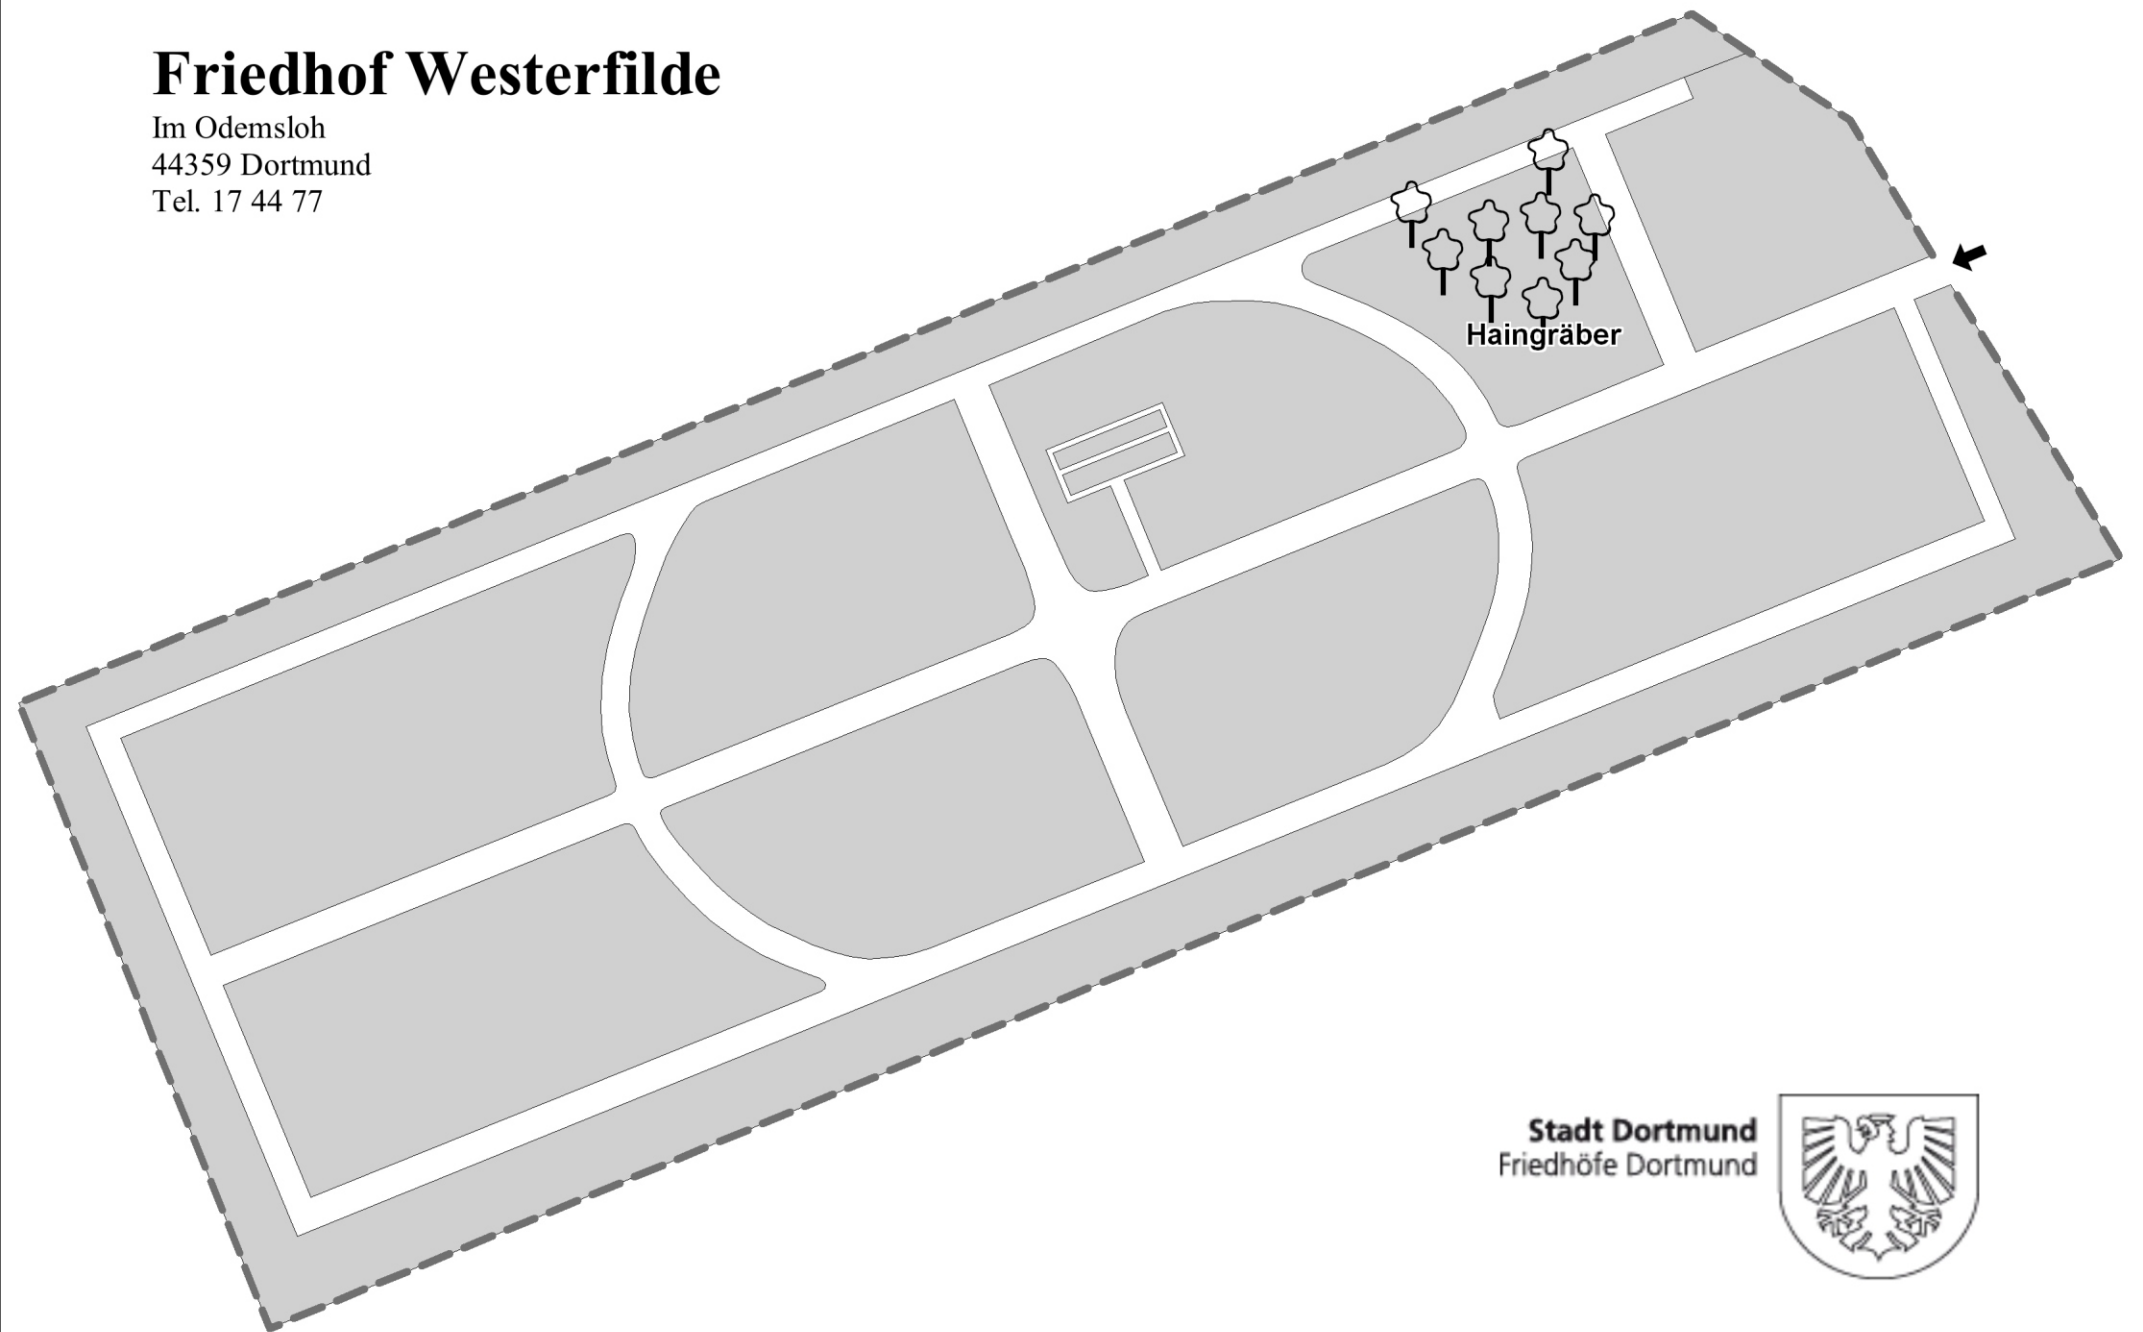 Friedhof Westerfilde
Im Odemsloh
44359 Dortmund
Tel. 17 44 77
Haingräber
Stadt Dortmund
Friedhöfe Dortmund